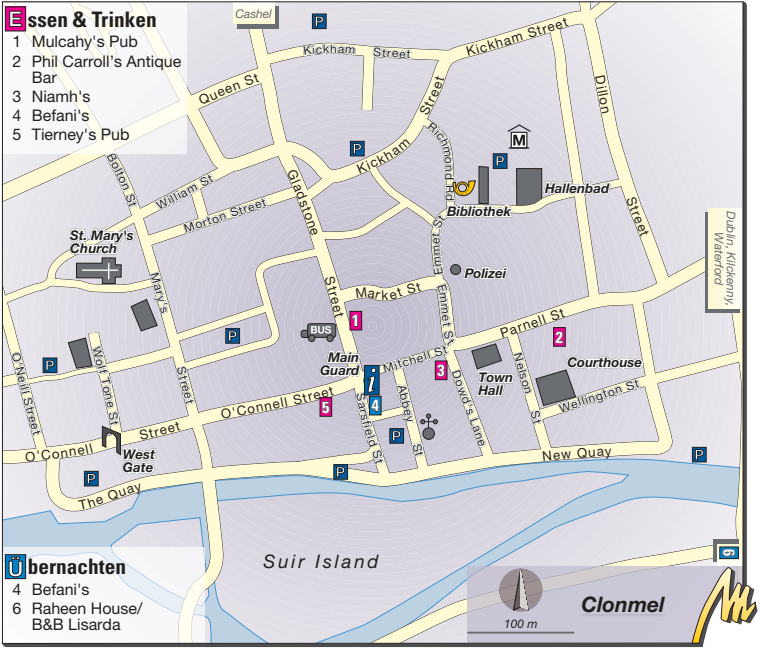 Essen & Trinken
1 Mulcahy's Pub
2 Phil Carroll's Antique
Bar
3 Niamh's
4 Befani's
5 Tierney's Pub
Cashel
P
Kickham Street
Kickham Street
Queen St
Dillon
Street
Kickham
Street
P
Richmond Rd
M
P
Hallenbad
Bibliothek
Bolton St
William St
Morton Street
Gladstone
Street
Emmet St
St. Mary's
Church
Polizei
Dublin, Kilckenny,
Waterford
Mary's
Street
Market St
Emmet St
1
BUS
Parnell St
2
P
P
Main
Guard
i
Mitchell St
3
Town
Hall
Nelson
St
Courthouse
O'Neill Street
Wolf Tone St
O'Connell Street
5
4
Sarsfield St
Abbey
St
Dowd's Lane
Wellington St
P
O'Connell
Street
West
Gate
P
The Quay
P
New Quay
P
Suir Island
6
Übernachten
4 Befani's
6 Raheen House/
B&B Lisarda
100 m
Clonmel